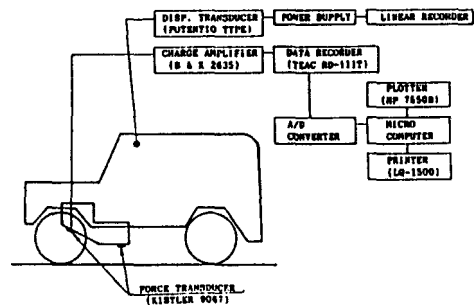 DISP. TRANSDUCER
(POTENTIO TYPE)
POWER SUPPLY
LINEAR RECORDER
CHARGE AMPLIFIER
(B & K 2635)
DATA RECORDER
(TEAC RD-111T)
PLOTTER
(HP 7550B)
A/D
CONVERTER
MICRO
COMPUTER
PRINTER
(LQ-1500)
FORCE TRANSDUCER
(KISTLER 9067)